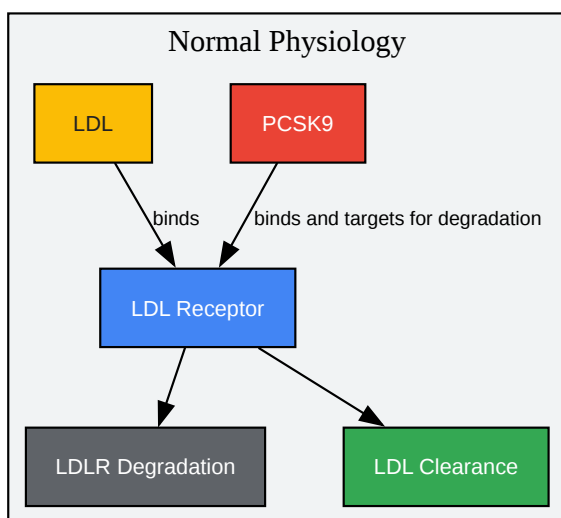 Normal Physiology
LDL
PCSK9
binds
binds and targets for degradation
LDL Receptor
LDLR Degradation
LDL Clearance